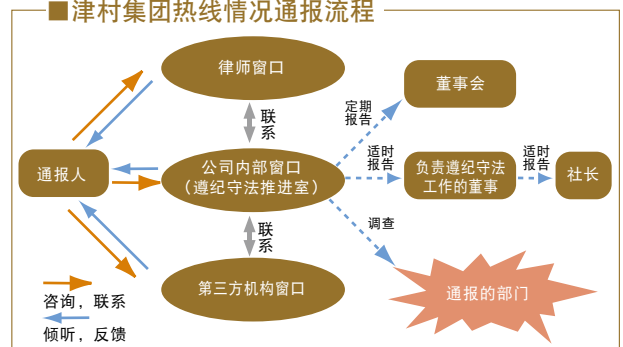 ■津村集团热线情况通报流程
律师窗口
董事会
联
系
定期
报告
通报人
公司内部窗口
（遵纪守法推进室）
适时
报告
负责遵纪守法
工作的董事
适时
报告
社长
联
系
调查
第三方机构窗口
通报的部门
咨询，联系
倾听，反馈